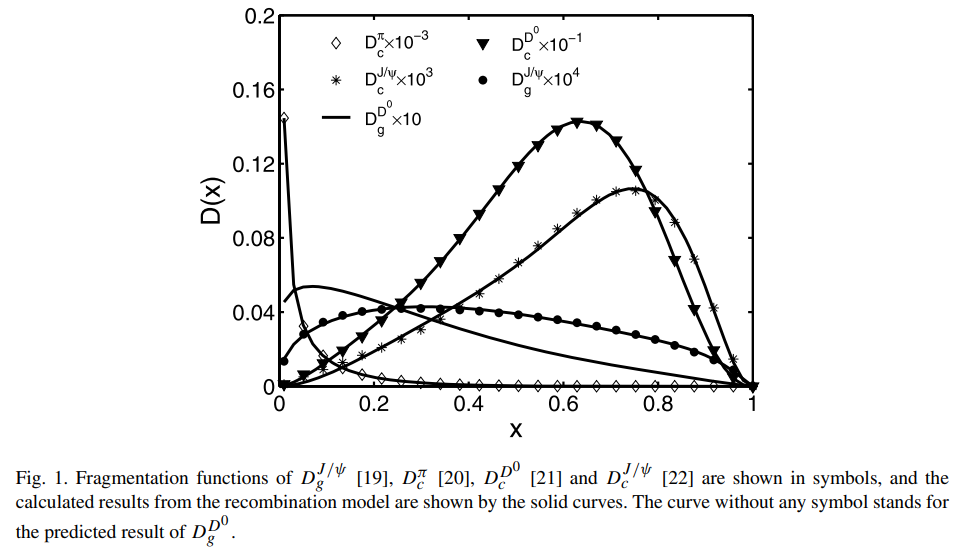 0.2
0.16
0.12
0.08
0.04
0
D(x)
D_c^π×10^-3
D_c^{D^0}×10^-1
D_c^{J/ψ}×10^3
D_g^{J/ψ}×10^4
D_g^{D^0}×10
0 0.2 0.4 0.6 0.8 1
x
Fig. 1. Fragmentation functions of D_g^{J/ψ} [19], D_c^π [20], D_c^{D^0} [21] and D_c^{J/ψ} [22] are shown in symbols, and the
calculated results from the recombination model are shown by the solid curves. The curve without any symbol stands for
the predicted result of D_g^{D^0}.